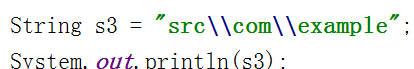 String s3 = "src\\com\\example";
System.out.println(s3);